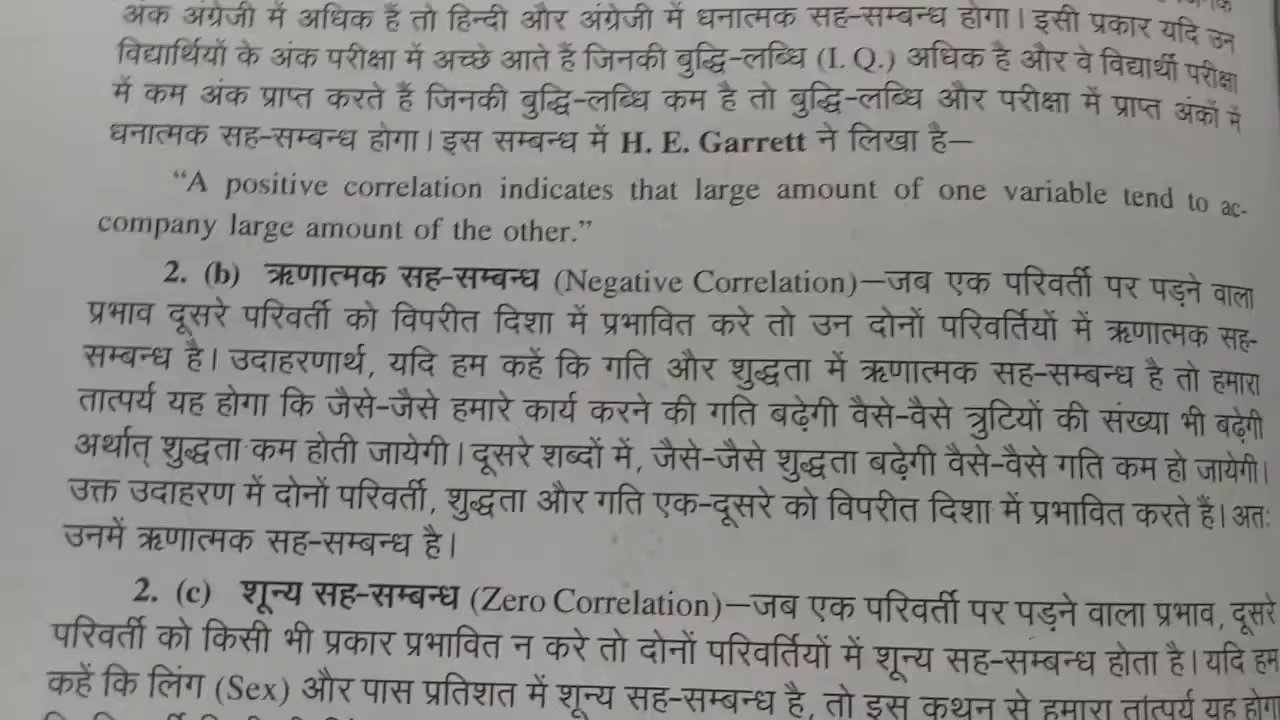 अंक अंग्रेजी में अधिक हैं तो हिन्दी और अंग्रेजी में धनात्मक सह-सम्बन्ध होगा। इसी प्रकार यदि उन
विद्यार्थियों के अंक परीक्षा में अच्छे आते हैं जिनकी बुद्धि-लब्धि (I. Q.) अधिक है और वे विद्यार्थी परीक्षा
में कम अंक प्राप्त करते हैं जिनकी बुद्धि-लब्धि कम है तो बुद्धि-लब्धि और परीक्षा में प्राप्त अंकों में
धनात्मक सह-सम्बन्ध होगा। इस सम्बन्ध में H. E. Garrett ने लिखा है—
“A positive correlation indicates that large amount of one variable tend to ac-
company large amount of the other.”
2. (b) ऋणात्मक सह-सम्बन्ध (Negative Correlation)—जब एक परिवर्ती पर पड़ने वाला
प्रभाव दूसरे परिवर्ती को विपरीत दिशा में प्रभावित करे तो उन दोनों परिवर्तियों में ऋणात्मक सह-
सम्बन्ध है। उदाहरणार्थ, यदि हम कहें कि गति और शुद्धता में ऋणात्मक सह-सम्बन्ध है तो हमारा
तात्पर्य यह होगा कि जैसे-जैसे हमारे कार्य करने की गति बढ़ेगी वैसे-वैसे त्रुटियों की संख्या भी बढ़ेगी
अर्थात् शुद्धता कम होती जायेगी। दूसरे शब्दों में, जैसे-जैसे शुद्धता बढ़ेगी वैसे-वैसे गति कम हो जायेगी।
उक्त उदाहरण में दोनों परिवर्ती, शुद्धता और गति एक-दूसरे को विपरीत दिशा में प्रभावित करते हैं। अतः
उनमें ऋणात्मक सह-सम्बन्ध है।
2. (c) शून्य सह-सम्बन्ध (Zero Correlation)—जब एक परिवर्ती पर पड़ने वाला प्रभाव, दूसरे
परिवर्ती को किसी भी प्रकार प्रभावित न करे तो दोनों परिवर्तियों में शून्य सह-सम्बन्ध होता है। यदि हम
कहें कि लिंग (Sex) और पास प्रतिशत में शून्य सह-सम्बन्ध है, तो इस कथन से हमारा तात्पर्य यह होगा